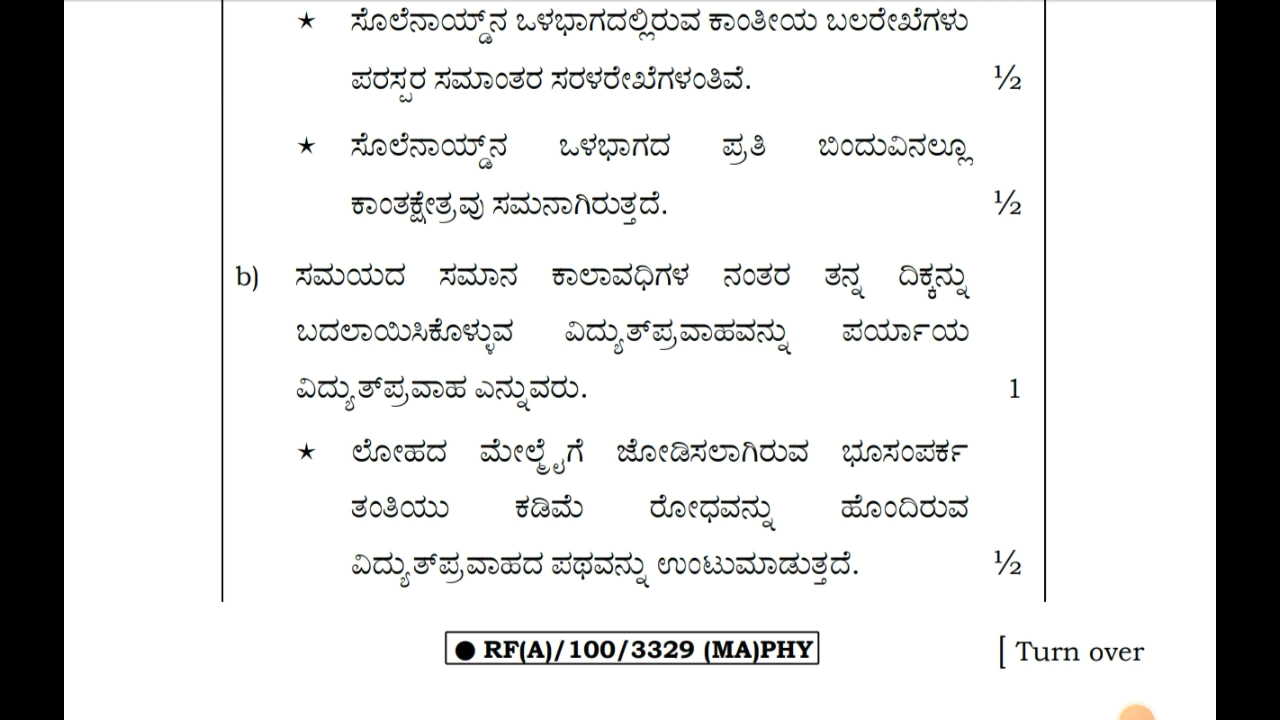 ★ ಸೊಲೆನಾಯ್ಡ್‌ನ ಒಳಭಾಗದಲ್ಲಿರುವ ಕಾಂತೀಯ ಬಲರೇಖೆಗಳು
ಪರಸ್ಪರ ಸಮಾಂತರ ಸರಳರೇಖೆಗಳಂತಿವೆ. ½
★ ಸೊಲೆನಾಯ್ಡ್‌ನ ಒಳಭಾಗದ ಪ್ರತಿ ಬಿಂದುವಿನಲ್ಲೂ
ಕಾಂತಕ್ಷೇತ್ರವು ಸಮನಾಗಿರುತ್ತದೆ. ½
b) ಸಮಯದ ಸಮಾನ ಕಾಲಾವಧಿಗಳ ನಂತರ ತನ್ನ ದಿಕ್ಕನ್ನು
ಬದಲಾಯಿಸಿಕೊಳ್ಳುವ ವಿದ್ಯುತ್‌ಪ್ರವಾಹವನ್ನು ಪರ್ಯಾಯ
ವಿದ್ಯುತ್‌ಪ್ರವಾಹ ಎನ್ನುವರು. 1
★ ಲೋಹದ ಮೇಲ್ಮೈಗೆ ಜೋಡಿಸಲಾಗಿರುವ ಭೂಸಂಪರ್ಕ
ತಂತಿಯು ಕಡಿಮೆ ರೋಧವನ್ನು ಹೊಂದಿರುವ
ವಿದ್ಯುತ್‌ಪ್ರವಾಹದ ಪಥವನ್ನು ಉಂಟುಮಾಡುತ್ತದೆ. ½
● RF(A)/100/3329 (MA)PHY [ Turn over